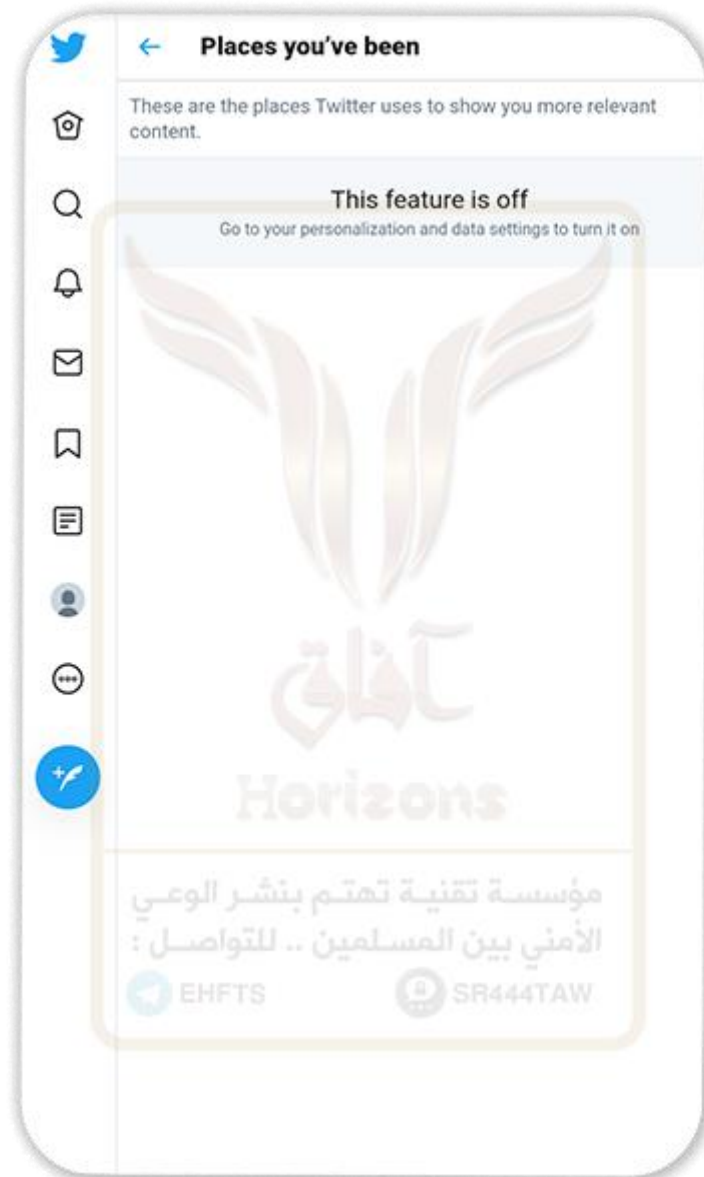 Places you've been
These are the places Twitter uses to show you more relevant
content.
This feature is off
Go to your personalization and data settings to turn it on
آفاق
Horizons
مؤسسة تقنية تهتم بنشر الوعي
الأمني بين المسلمين .. للتواصل :
EHFTS
SR444TAW